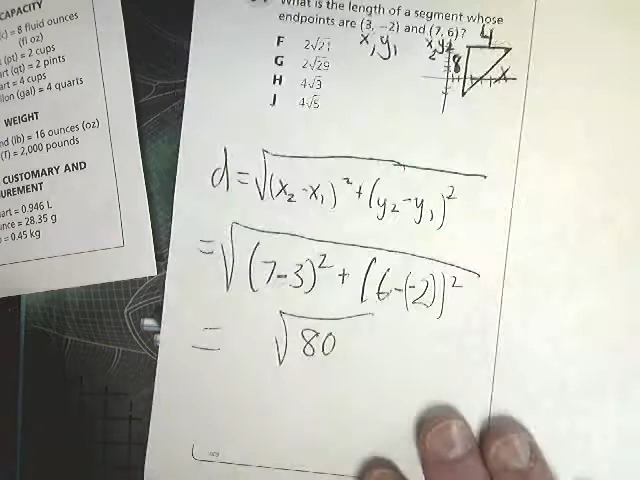 CAPACITY
= 8 fluid ounces
(fl oz)
(pt) = 2 cups
art (qt) = 2 pints
art = 4 cups
llon (gal) = 4 quarts
WEIGHT
nd (lb) = 16 ounces (oz)
(T) = 2,000 pounds
CUSTOMARY AND
UREMENT
art = 0.946 L
unce = 28.35 g
= 0.45 kg
What is the length of a segment whose
endpoints are (3, −2) and (7, 6)?
x, y₁
4
8
x
F 2√21
G 2√29
H 4√3
J 4√5
d = √(x₂-x₁)² + (y₂-y₁)²
= √(7-3)² + (6-(-2))²
= √80